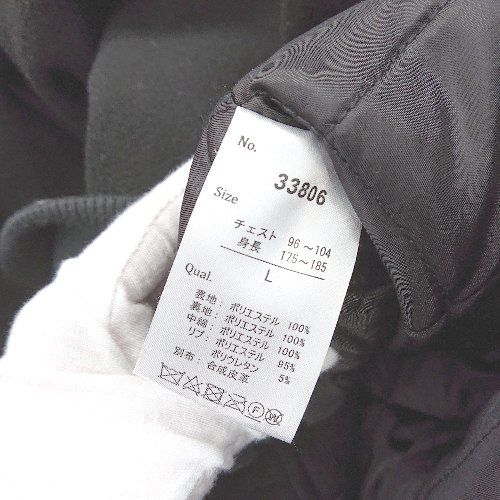 No. 33806
Size
チェスト 96～104
身長 175～185
L
Qual.
表地：ポリエステル 100%
裏地：ポリエステル 100%
中綿：ポリエステル 100%
リブ：ポリエステル 95%
ポリウレタン 5%
別布：合成皮革